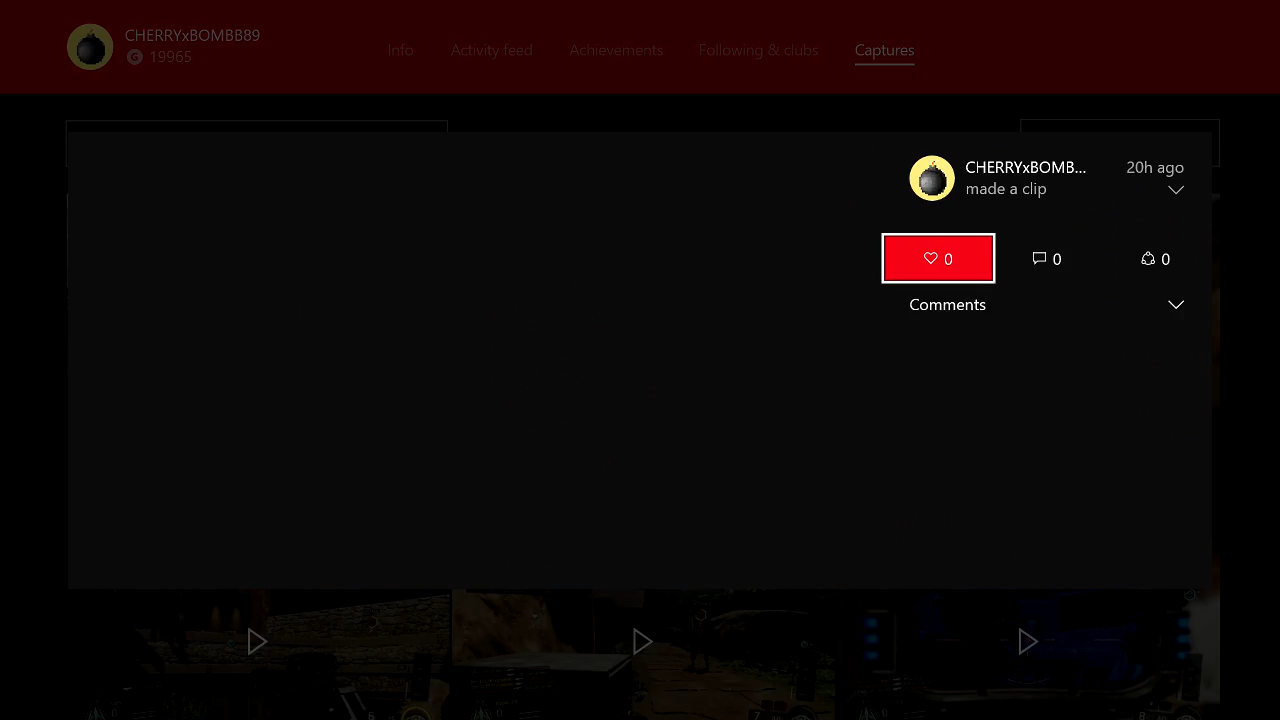 CHERRYxBOMBB89
G 19965
Info Activity feed Achievements Following & clubs Captures
CHERRYxBOMB... 20h ago
made a clip
0 0 0
Comments